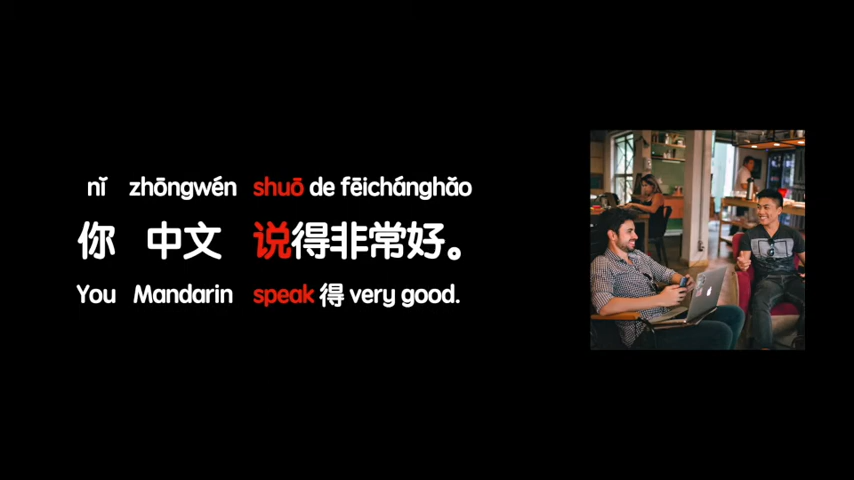 nǐ zhōngwén shuō de fēichánghǎo
你 中文 说得非常好。
You Mandarin speak 得 very good.